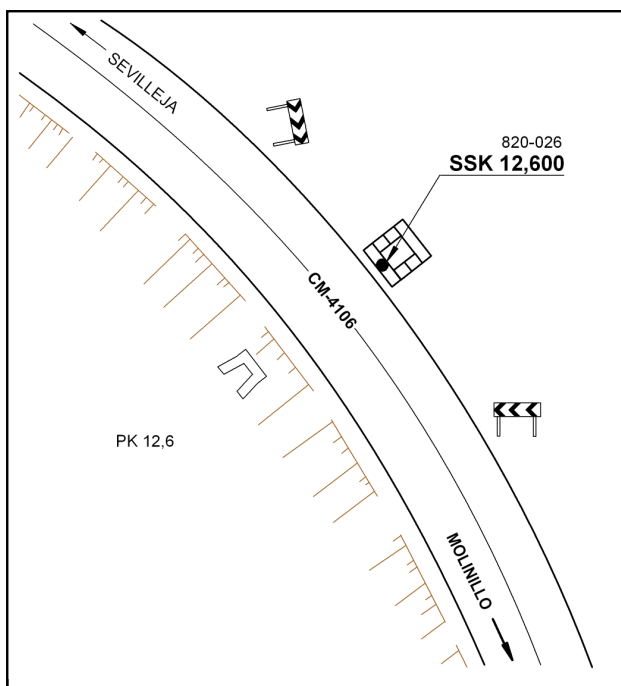 SEVILLEJA
820-026
SSK 12,600
CM-4106
PK 12,6
MOLINILLO